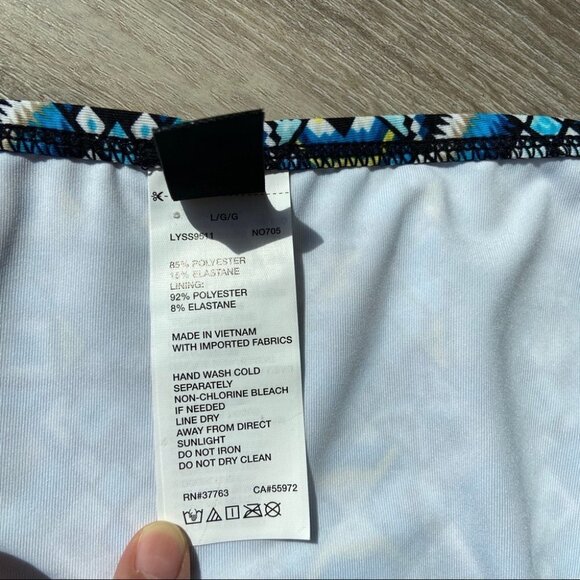 L/G/G
LYSS9511 NO705
85% POLYESTER
15% ELASTANE
LINING:
92% POLYESTER
8% ELASTANE
MADE IN VIETNAM
WITH IMPORTED FABRICS
HAND WASH COLD
SEPARATELY
NON-CHLORINE BLEACH
IF NEEDED
LINE DRY
AWAY FROM DIRECT
SUNLIGHT
DO NOT IRON
DO NOT DRY CLEAN
RN#37763 CA#55972